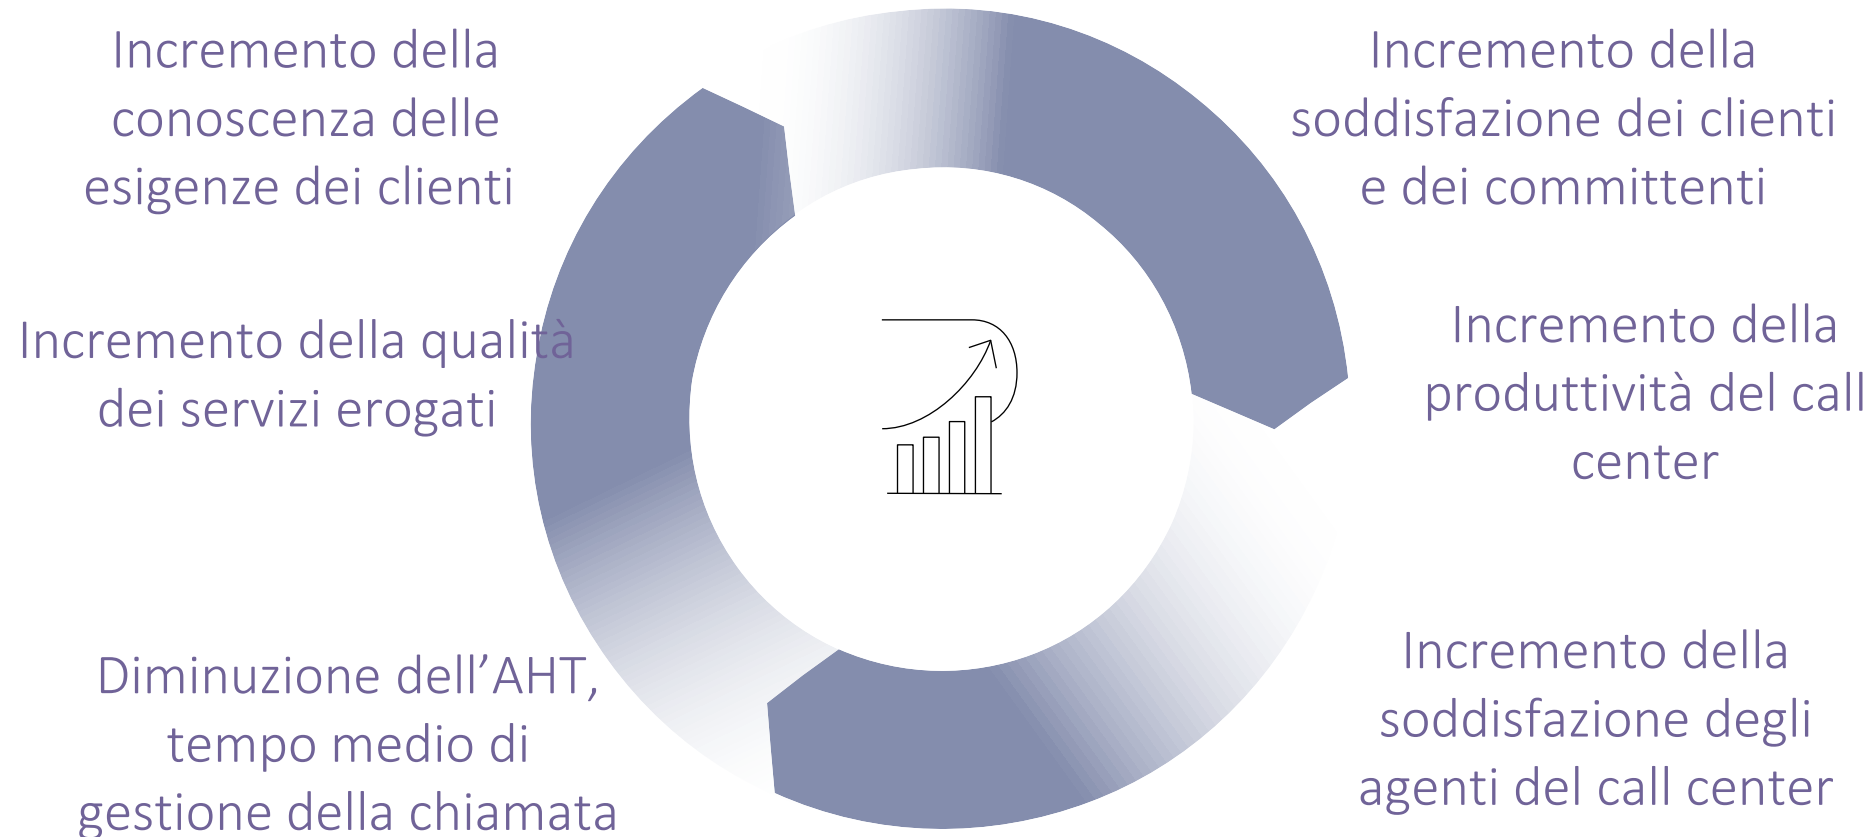 Incremento della
conoscenza delle
esigenze dei clienti
Incremento della qualità
dei servizi erogati
Diminuzione dell’AHT,
tempo medio di
gestione della chiamata
Incremento della
soddisfazione dei clienti
e dei committenti
Incremento della
produttività del call
center
Incremento della
soddisfazione degli
agenti del call center